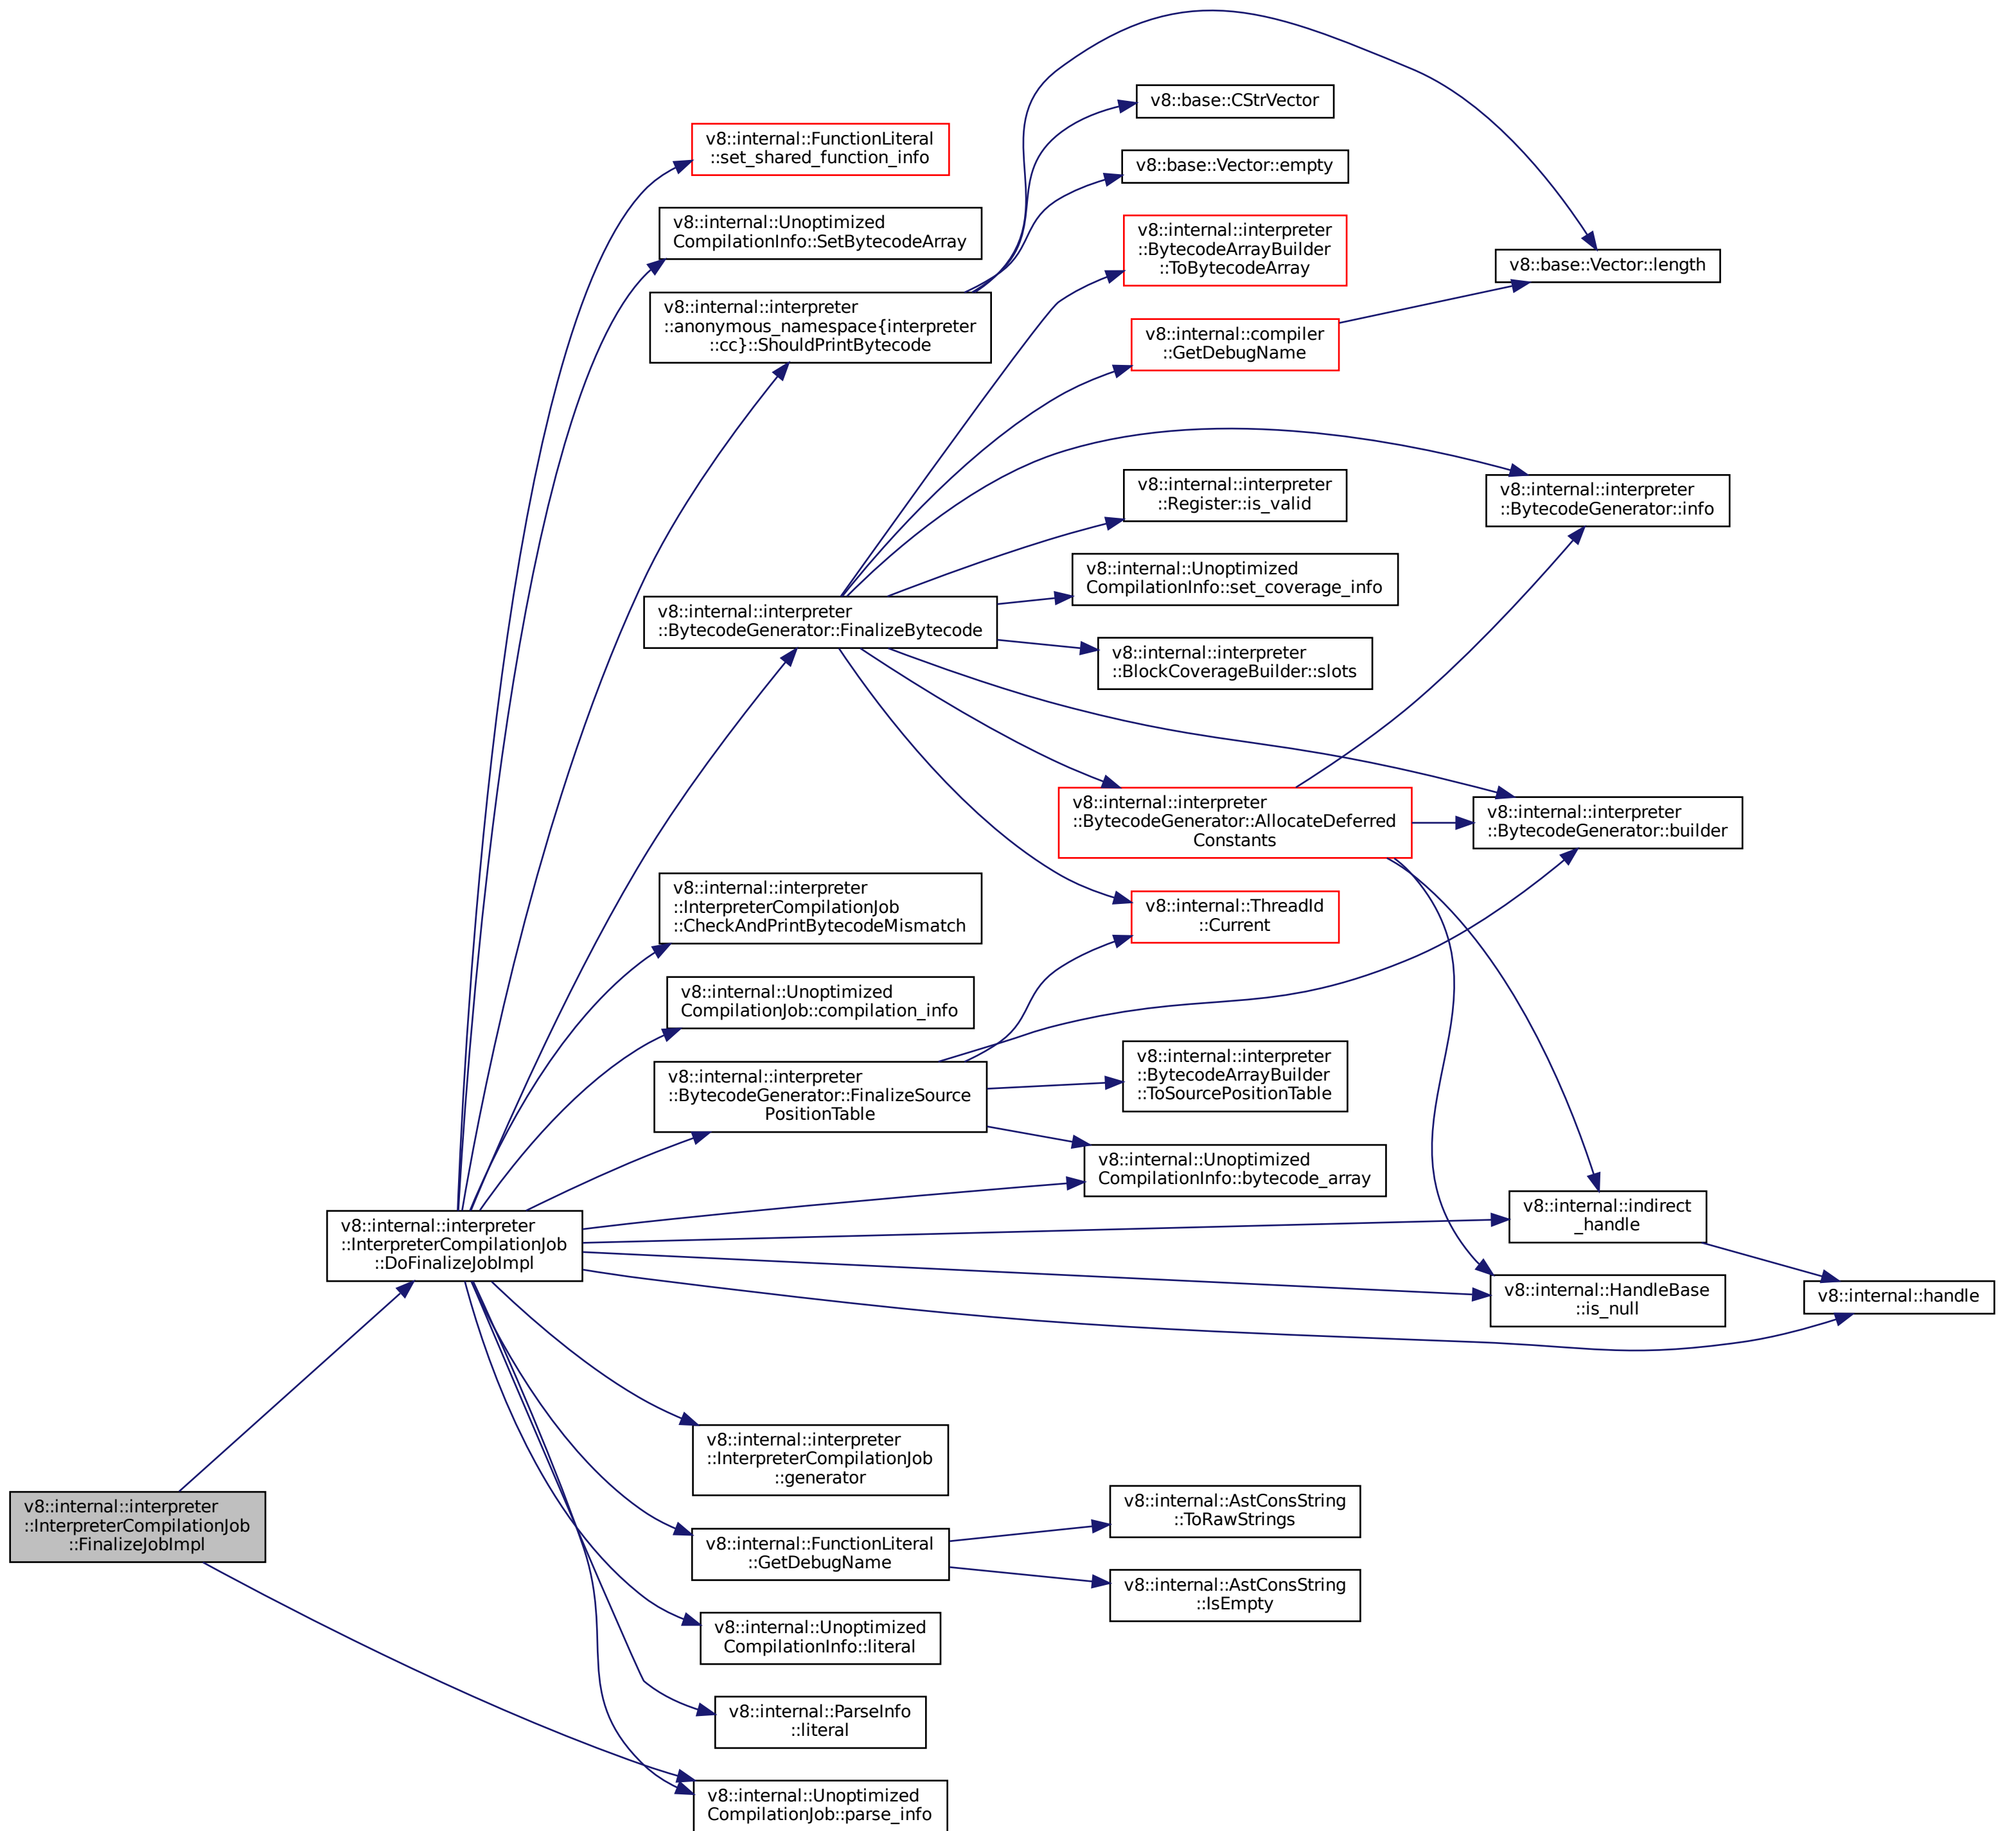 v8::internal::interpreter
::InterpreterCompilationJob
::FinalizeJobImpl
v8::internal::interpreter
::InterpreterCompilationJob
::DoFinalizeJobImpl
v8::internal::FunctionLiteral
::set_shared_function_info
v8::internal::Unoptimized
CompilationInfo::SetBytecodeArray
v8::internal::interpreter
::anonymous_namespace{interpreter
::cc}::ShouldPrintBytecode
v8::internal::interpreter
::BytecodeGenerator::FinalizeBytecode
v8::internal::interpreter
::InterpreterCompilationJob
::CheckAndPrintBytecodeMismatch
v8::internal::Unoptimized
CompilationJob::compilation_info
v8::internal::interpreter
::BytecodeGenerator::FinalizeSource
PositionTable
v8::internal::interpreter
::InterpreterCompilationJob
::generator
v8::internal::FunctionLiteral
::GetDebugName
v8::internal::Unoptimized
CompilationInfo::literal
v8::internal::ParseInfo
::literal
v8::internal::Unoptimized
CompilationJob::parse_info
v8::base::CStrVector
v8::base::Vector::empty
v8::internal::interpreter
::BytecodeArrayBuilder
::ToBytecodeArray
v8::internal::compiler
::GetDebugName
v8::internal::interpreter
::Register::is_valid
v8::internal::Unoptimized
CompilationInfo::set_coverage_info
v8::internal::interpreter
::BlockCoverageBuilder::slots
v8::internal::interpreter
::BytecodeGenerator::AllocateDeferred
Constants
v8::internal::ThreadId
::Current
v8::internal::interpreter
::BytecodeArrayBuilder
::ToSourcePositionTable
v8::internal::Unoptimized
CompilationInfo::bytecode_array
v8::internal::AstConsString
::ToRawStrings
v8::internal::AstConsString
::IsEmpty
v8::base::Vector::length
v8::internal::interpreter
::BytecodeGenerator::info
v8::internal::interpreter
::BytecodeGenerator::builder
v8::internal::indirect
_handle
v8::internal::HandleBase
::is_null
v8::internal::handle